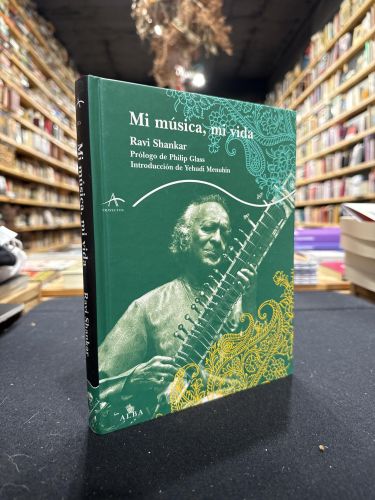 Mi música, mi vida
Ravi Shankar
Prólogo de Philip Glass
Introducción de Yehudi Menuhin
TRAYECTOS
ALBA
Mi música, mi vida
Ravi Shankar